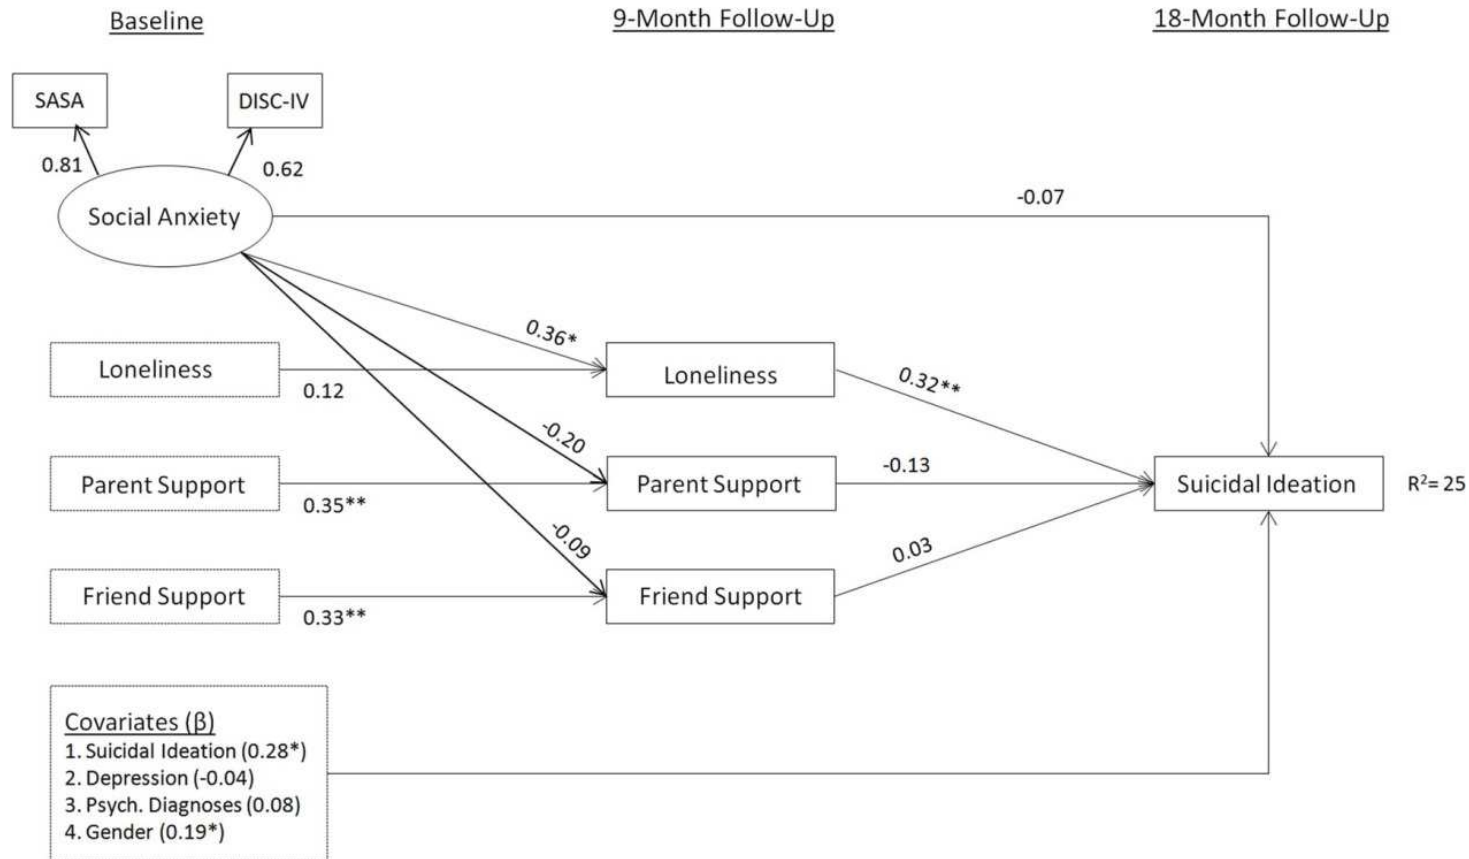 Baseline
9-Month Follow-Up
18-Month Follow-Up
SASA
DISC-IV
0.81
0.62
Social Anxiety
-0.07
0.36*
Loneliness
0.12
Loneliness
0.32**
-0.20
Parent Support
0.35**
Parent Support
-0.13
Suicidal Ideation
R²= 25
-0.09
Friend Support
0.33**
Friend Support
0.03
Covariates (β)
1. Suicidal Ideation (0.28*)
2. Depression (-0.04)
3. Psych. Diagnoses (0.08)
4. Gender (0.19*)